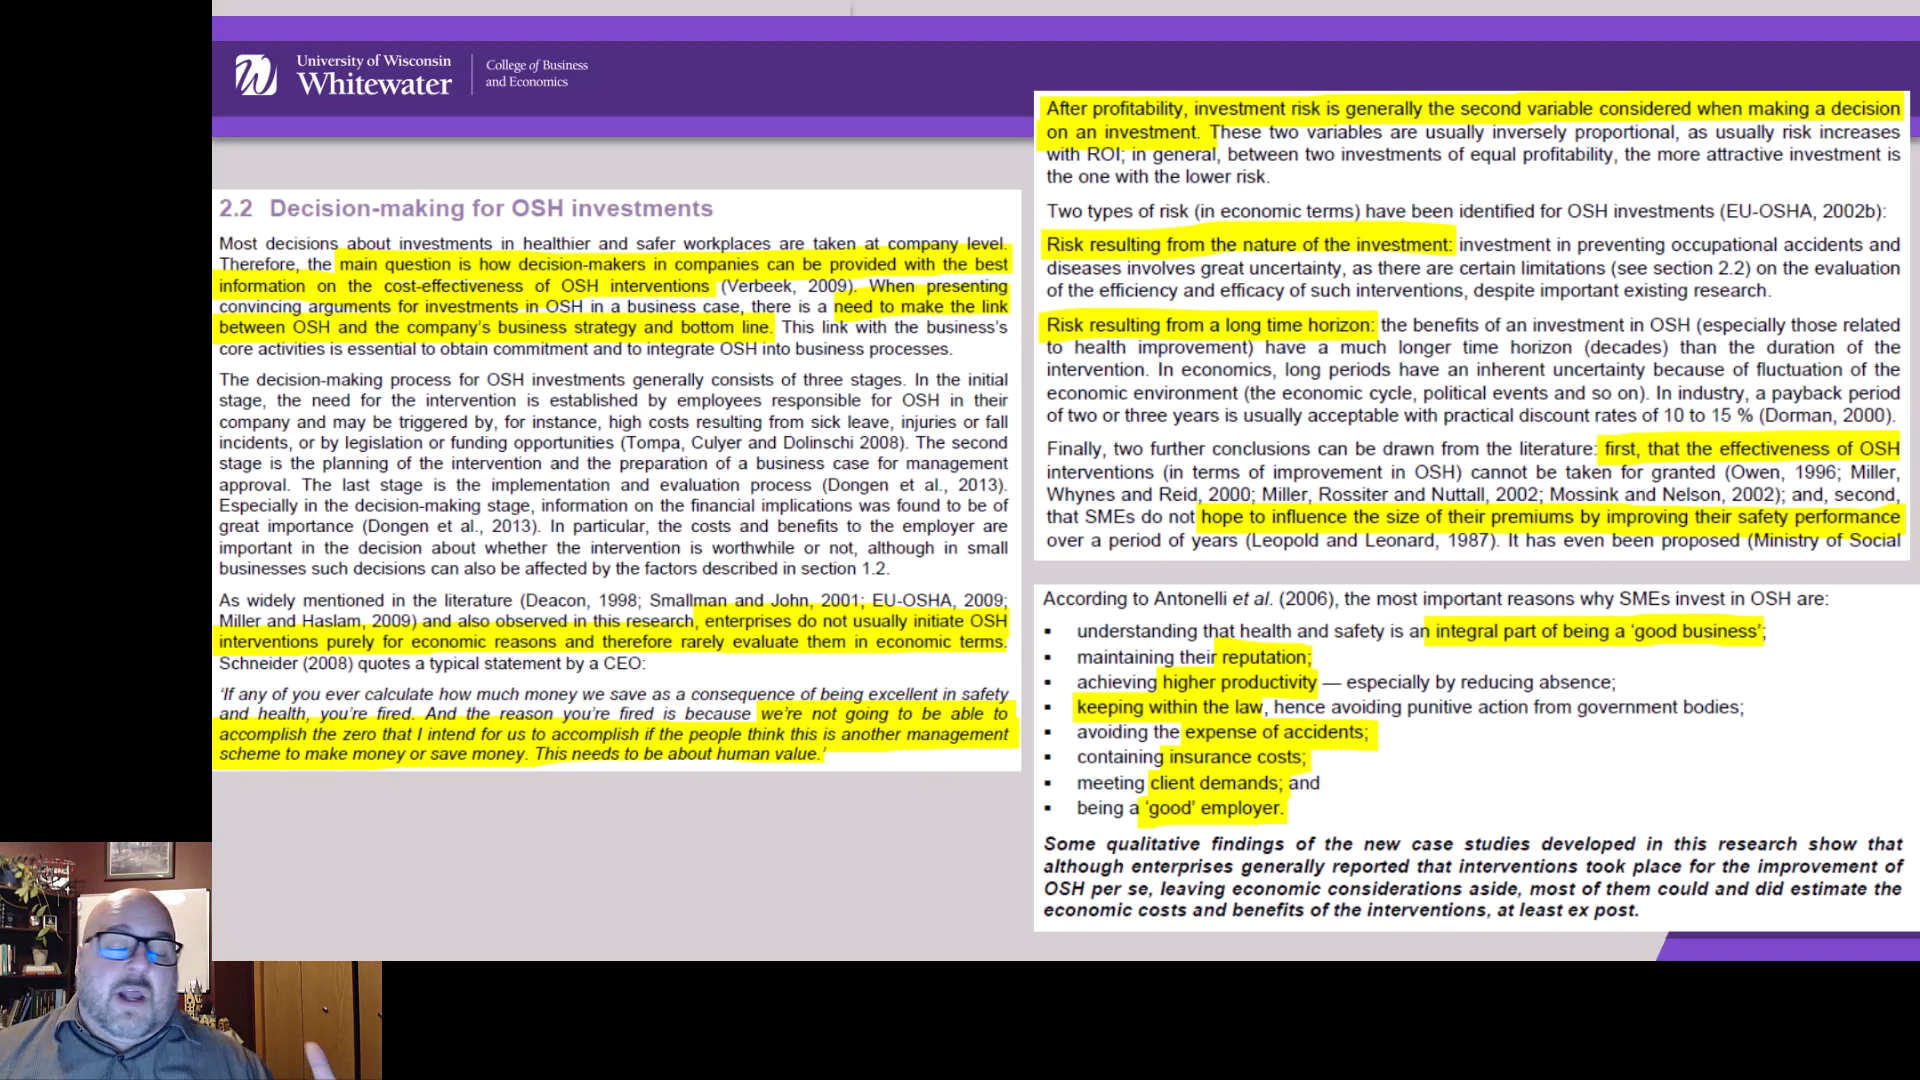 University of Wisconsin
Whitewater
College of Business
and Economics
2.2 Decision-making for OSH investments
Most decisions about investments in healthier and safer workplaces are taken at company level.
Therefore, the main question is how decision-makers in companies can be provided with the best
information on the cost-effectiveness of OSH interventions (Verbeek, 2009). When presenting
convincing arguments for investments in OSH in a business case, there is a need to make the link
between OSH and the company's business strategy and bottom line. This link with the business's
core activities is essential to obtain commitment and to integrate OSH into business processes.
The decision-making process for OSH investments generally consists of three stages. In the initial
stage, the need for the intervention is established by employees responsible for OSH in their
company and may be triggered by, for instance, high costs resulting from sick leave, injuries or fall
incidents, or by legislation or funding opportunities (Tompa, Culyer and Dolinschi 2008). The second
stage is the planning of the intervention and the preparation of a business case for management
approval. The last stage is the implementation and evaluation process (Dongen et al., 2013).
Especially in the decision-making stage, information on the financial implications was found to be of
great importance (Dongen et al., 2013). In particular, the costs and benefits to the employer are
important in the decision about whether the intervention is worthwhile or not, although in small
businesses such decisions can also be affected by the factors described in section 1.2.
As widely mentioned in the literature (Deacon, 1998; Smallman and John, 2001; EU-OSHA, 2009;
Miller and Haslam, 2009) and also observed in this research, enterprises do not usually initiate OSH
interventions purely for economic reasons and therefore rarely evaluate them in economic terms.
Schneider (2008) quotes a typical statement by a CEO:
'If any of you ever calculate how much money we save as a consequence of being excellent in safety
and health, you're fired. And the reason you're fired is because we're not going to be able to
accomplish the zero that I intend for us to accomplish if the people think this is another management
scheme to make money or save money. This needs to be about human value.'
After profitability, investment risk is generally the second variable considered when making a decision
on an investment. These two variables are usually inversely proportional, as usually risk increases
with ROI; in general, between two investments of equal profitability, the more attractive investment is
the one with the lower risk.
Two types of risk (in economic terms) have been identified for OSH investments (EU-OSHA, 2002b):
Risk resulting from the nature of the investment: investment in preventing occupational accidents and
diseases involves great uncertainty, as there are certain limitations (see section 2.2) on the evaluation
of the efficiency and efficacy of such interventions, despite important existing research.
Risk resulting from a long time horizon: the benefits of an investment in OSH (especially those related
to health improvement) have a much longer time horizon (decades) than the duration of the
intervention. In economics, long periods have an inherent uncertainty because of fluctuation of the
economic environment (the economic cycle, political events and so on). In industry, a payback period
of two or three years is usually acceptable with practical discount rates of 10 to 15 % (Dorman, 2000).
Finally, two further conclusions can be drawn from the literature: first, that the effectiveness of OSH
interventions (in terms of improvement in OSH) cannot be taken for granted (Owen, 1996; Miller,
Whynes and Reid, 2000; Miller, Rossiter and Nuttall, 2002; Mossink and Nelson, 2002); and, second,
that SMEs do not hope to influence the size of their premiums by improving their safety performance
over a period of years (Leopold and Leonard, 1987). It has even been proposed (Ministry of Social
According to Antonelli et al. (2006), the most important reasons why SMEs invest in OSH are:
▪ understanding that health and safety is an integral part of being a 'good business';
▪ maintaining their reputation;
▪ achieving higher productivity — especially by reducing absence;
▪ keeping within the law, hence avoiding punitive action from government bodies;
▪ avoiding the expense of accidents;
▪ containing insurance costs;
▪ meeting client demands; and
▪ being a 'good' employer.
Some qualitative findings of the new case studies developed in this research show that
although enterprises generally reported that interventions took place for the improvement of
OSH per se, leaving economic considerations aside, most of them could and did estimate the
economic costs and benefits of the interventions, at least ex post.